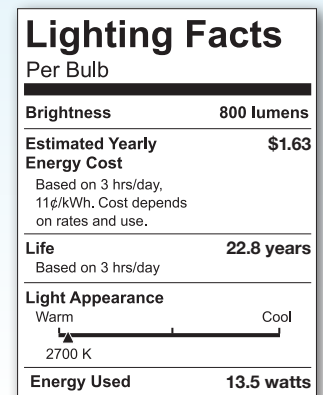 Lighting Facts
Per Bulb
Brightness 800 lumens
Estimated Yearly $1.63
Energy Cost
Based on 3 hrs/day,
11¢/kWh. Cost depends
on rates and use.
Life 22.8 years
Based on 3 hrs/day
Light Appearance
Warm Cool
2700 K
Energy Used 13.5 watts